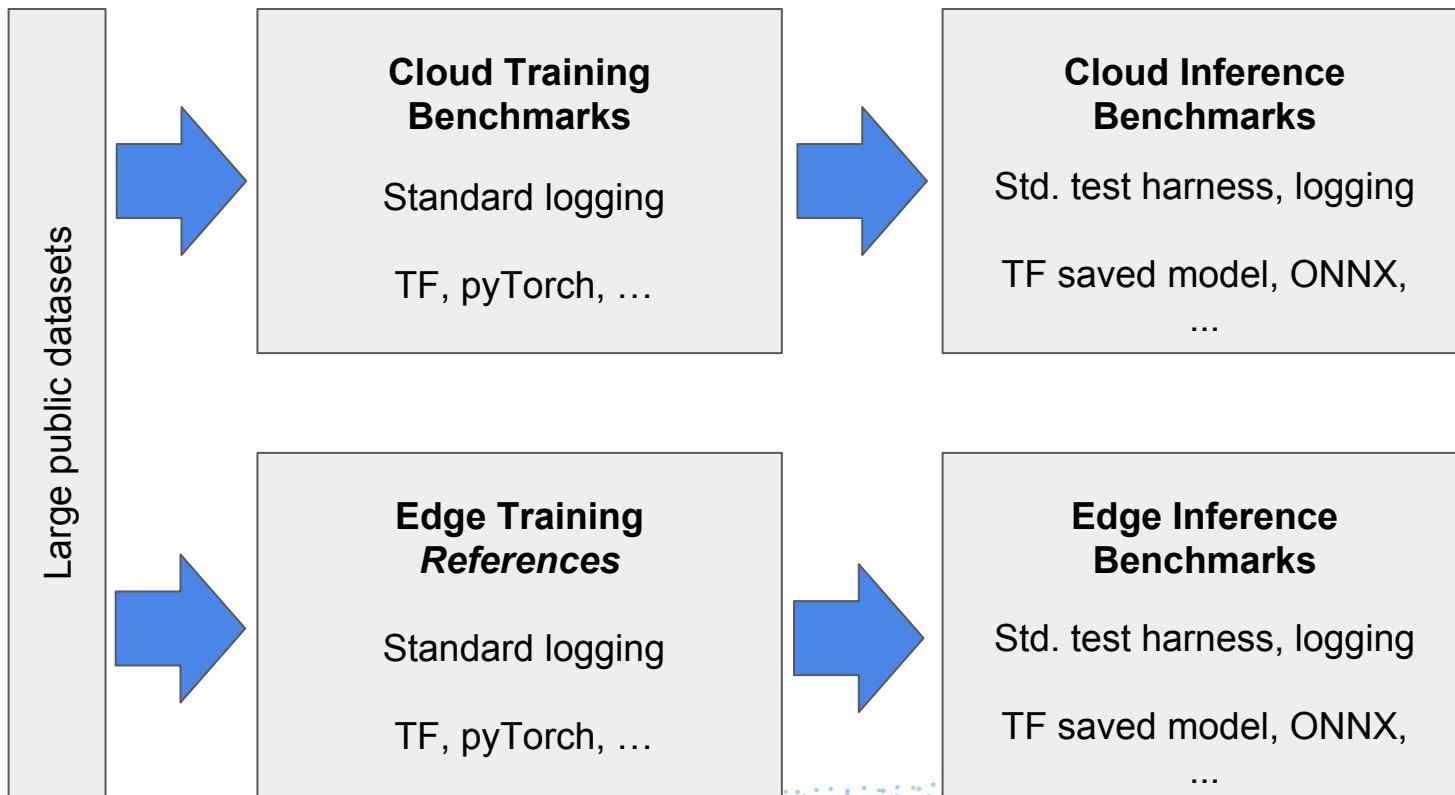 Large public datasets
Cloud Training
Benchmarks
Standard logging
TF, pyTorch, …
Cloud Inference
Benchmarks
Std. test harness, logging
TF saved model, ONNX,
...
Edge Training
References
Standard logging
TF, pyTorch, …
Edge Inference
Benchmarks
Std. test harness, logging
TF saved model, ONNX,
...